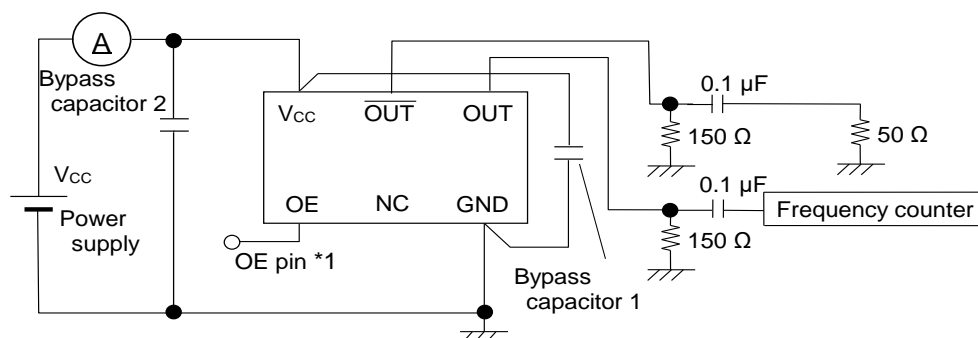 A
Bypass
capacitor 2
VCC
Power
supply
VCC
OUT
OUT
OE
NC
GND
OE pin *1
Bypass
capacitor 1
0.1 µF
150 Ω
50 Ω
0.1 µF
150 Ω
Frequency counter